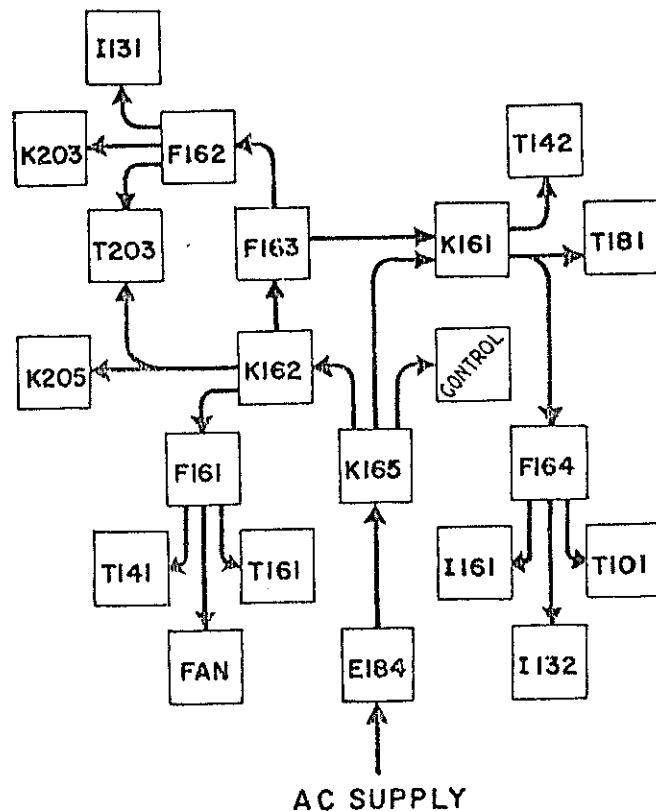 I131
K203
F162
T142
T203
F163
K161
T181
K205
K162
CONTROL
F161
K165
F164
T141
T161
I161
T101
FAN
E184
I132
AC SUPPLY